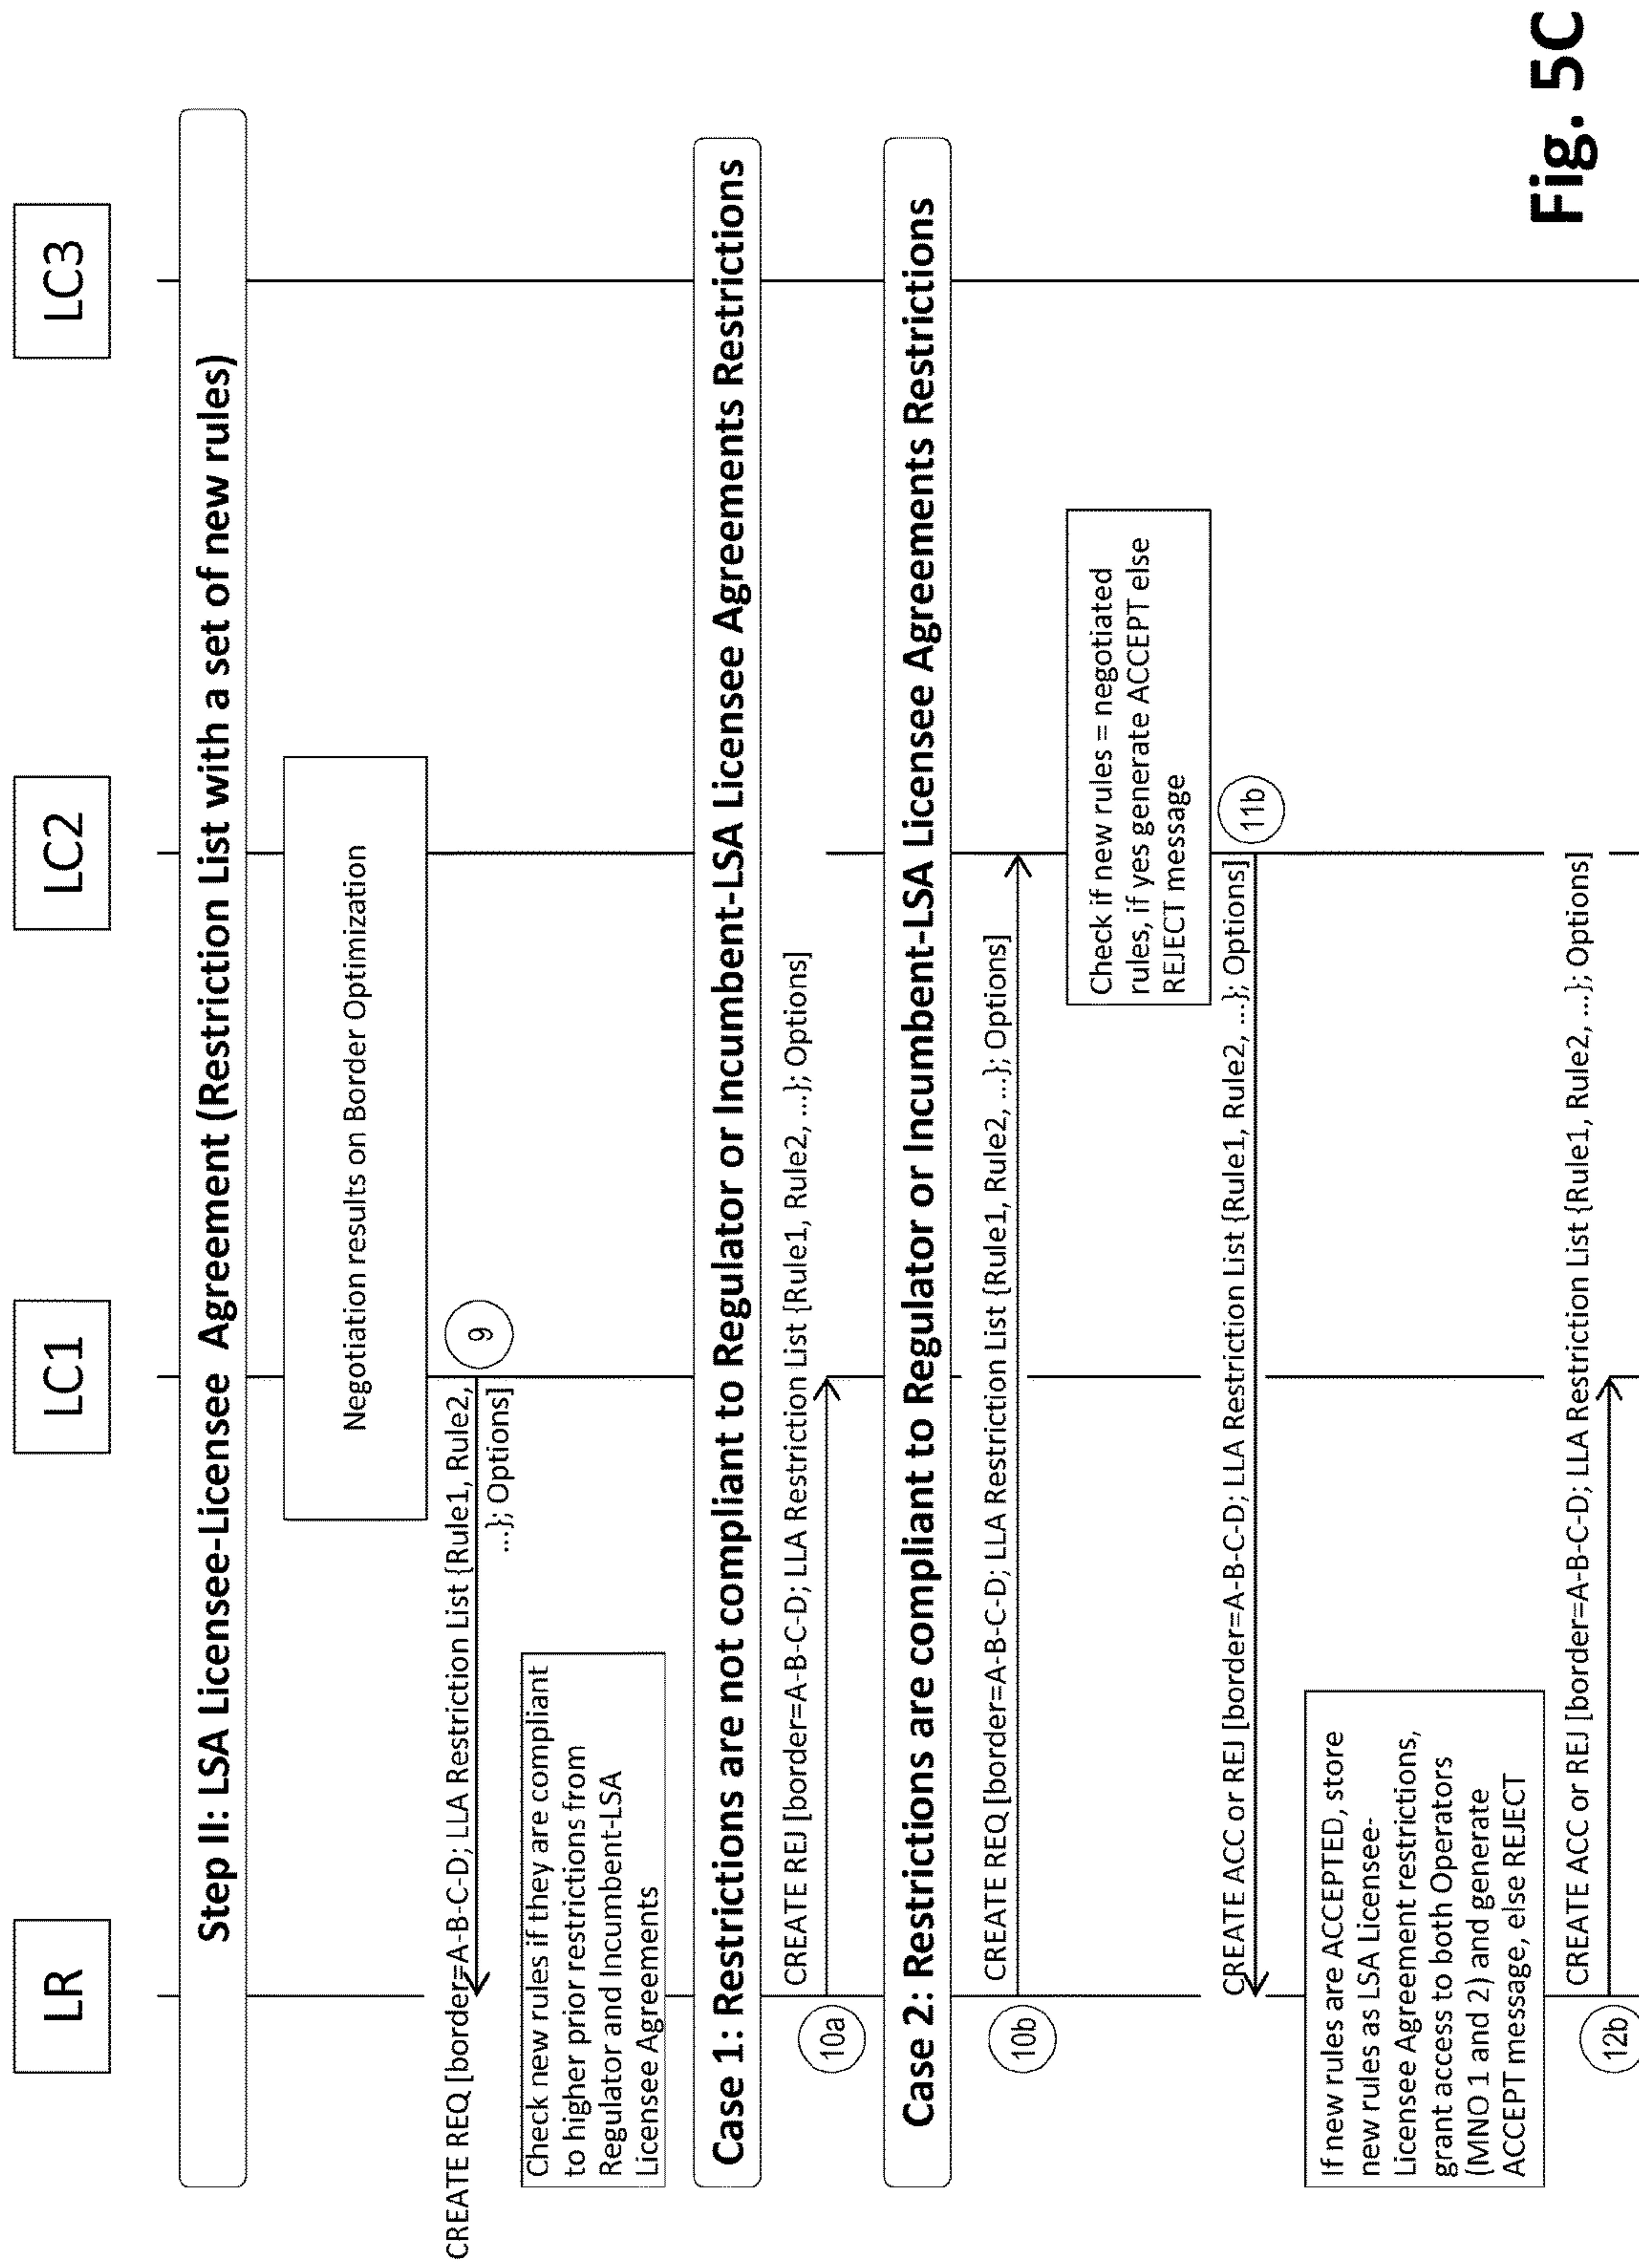 LR
LC1
LC2
LC3
Step II: LSA Licensee-Licensee Agreement (Restriction List with a set of new rules)
Negotiation results on Border Optimization
CREATE REQ [border=A-B-C-D; LLA Restriction List {Rule1, Rule2,
...}; Options]
9
Check new rules if they are compliant
to higher prior restrictions from
Regulator and Incumbent-LSA
Licensee Agreements
Case 1: Restrictions are not compliant to Regulator or Incumbent-LSA Licensee Agreements Restrictions
CREATE REJ [border=A-B-C-D; LLA Restriction List {Rule1, Rule2, ...}; Options]
10a
Case 2: Restrictions are compliant to Regulator or Incumbent-LSA Licensee Agreements Restrictions
CREATE REQ [border=A-B-C-D; LLA Restriction List {Rule1, Rule2, ...}; Options]
10b
Check if new rules = negotiated
rules, if yes generate ACCEPT else
REJECT message
11b
CREATE ACC or REJ [border=A-B-C-D; LLA Restriction List {Rule1, Rule2, ...}; Options]
If new rules are ACCEPTED, store
new rules as LSA Licensee-
Licensee Agreement restrictions,
grant access to both Operators
(MNO 1 and 2) and generate
ACCEPT message, else REJECT
CREATE ACC or REJ [border=A-B-C-D; LLA Restriction List {Rule1, Rule2, ...}; Options]
12b
Fig. 5C